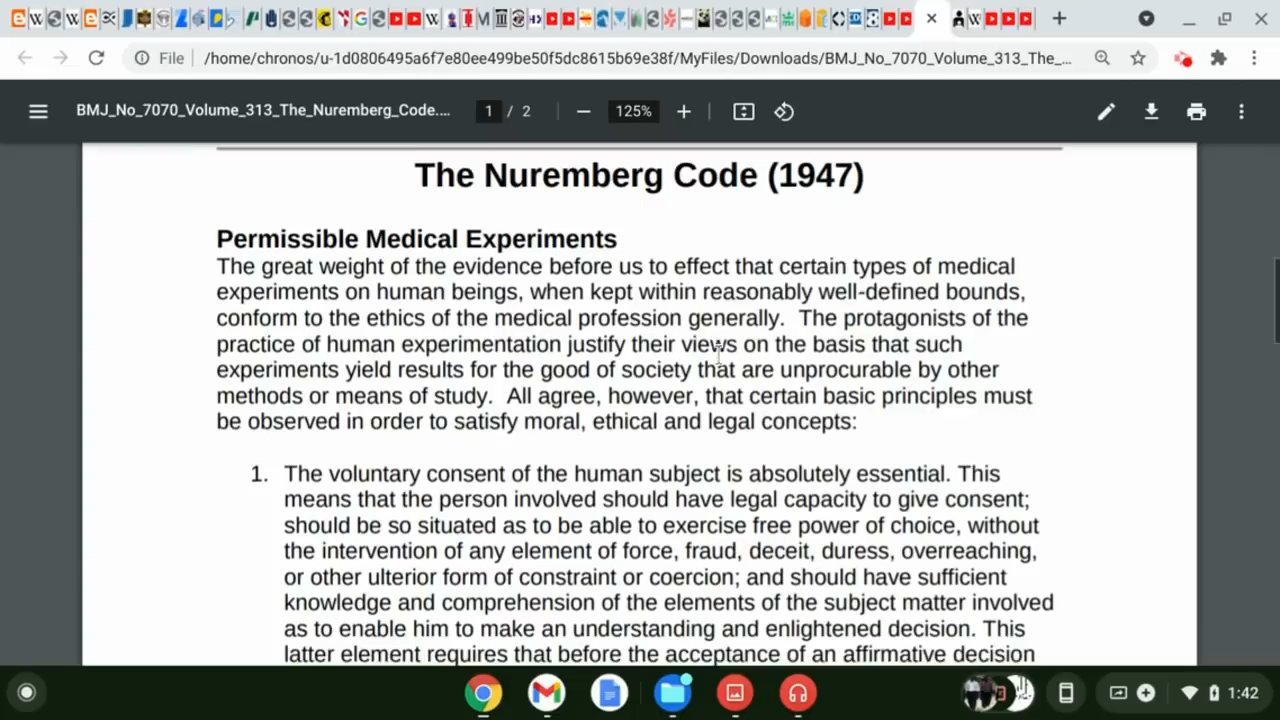 File
/home/chronos/u-1d0806495a6f7e80ee499be50f5dc8615b69e38f/MyFiles/Downloads/BMJ_No_7070_Volume_313_The_...
BMJ_No_7070_Volume_313_The_Nuremberg_Code....
1 / 2
125%
The Nuremberg Code (1947)
Permissible Medical Experiments
The great weight of the evidence before us to effect that certain types of medical
experiments on human beings, when kept within reasonably well-defined bounds,
conform to the ethics of the medical profession generally. The protagonists of the
practice of human experimentation justify their views on the basis that such
experiments yield results for the good of society that are unprocurable by other
methods or means of study. All agree, however, that certain basic principles must
be observed in order to satisfy moral, ethical and legal concepts:
1. The voluntary consent of the human subject is absolutely essential. This
means that the person involved should have legal capacity to give consent;
should be so situated as to be able to exercise free power of choice, without
the intervention of any element of force, fraud, deceit, duress, overreaching,
or other ulterior form of constraint or coercion; and should have sufficient
knowledge and comprehension of the elements of the subject matter involved
as to enable him to make an understanding and enlightened decision. This
latter element requires that before the acceptance of an affirmative decision
1:42